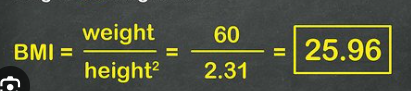 BMI = weight / height² = 60 / 2.31 = 25.96